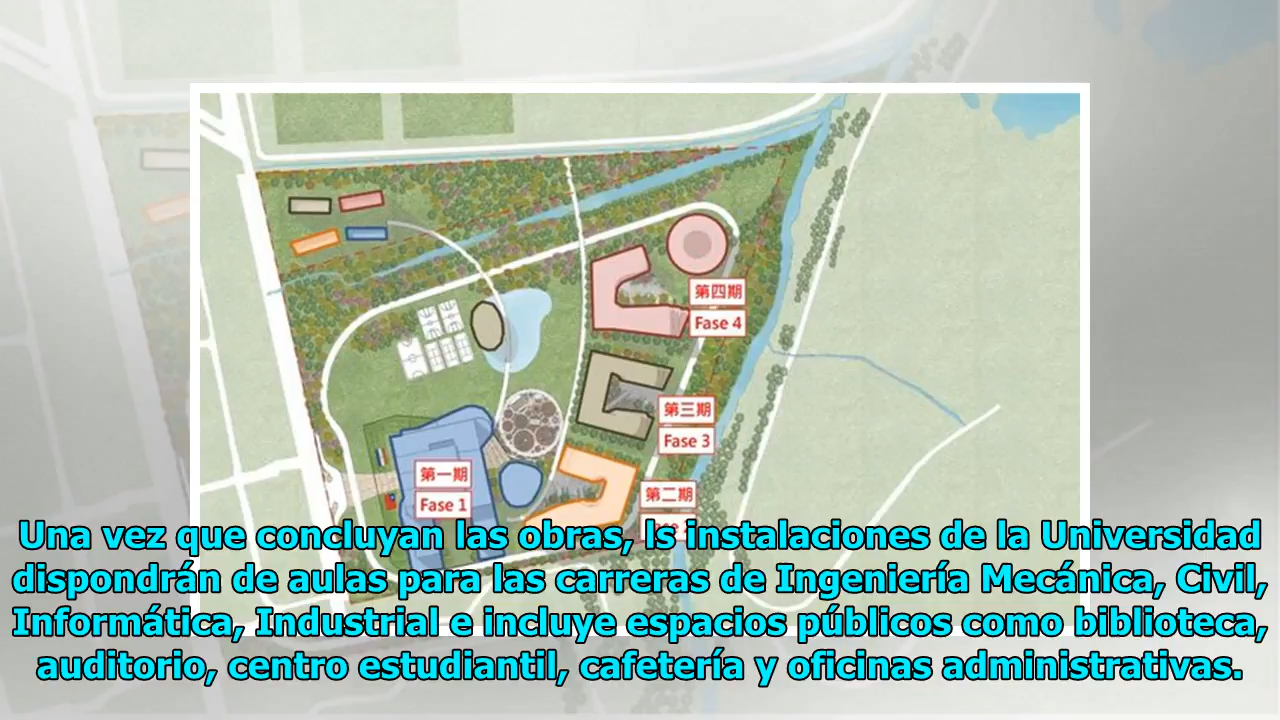 第四期
Fase 4
第三期
Fase 3
第一期
Fase 1
第二期
Una vez que concluyan las obras, ls instalaciones de la Universidad
dispondrán de aulas para las carreras de Ingeniería Mecánica, Civil,
Informática, Industrial e incluye espacios públicos como biblioteca,
auditorio, centro estudiantil, cafetería y oficinas administrativas.